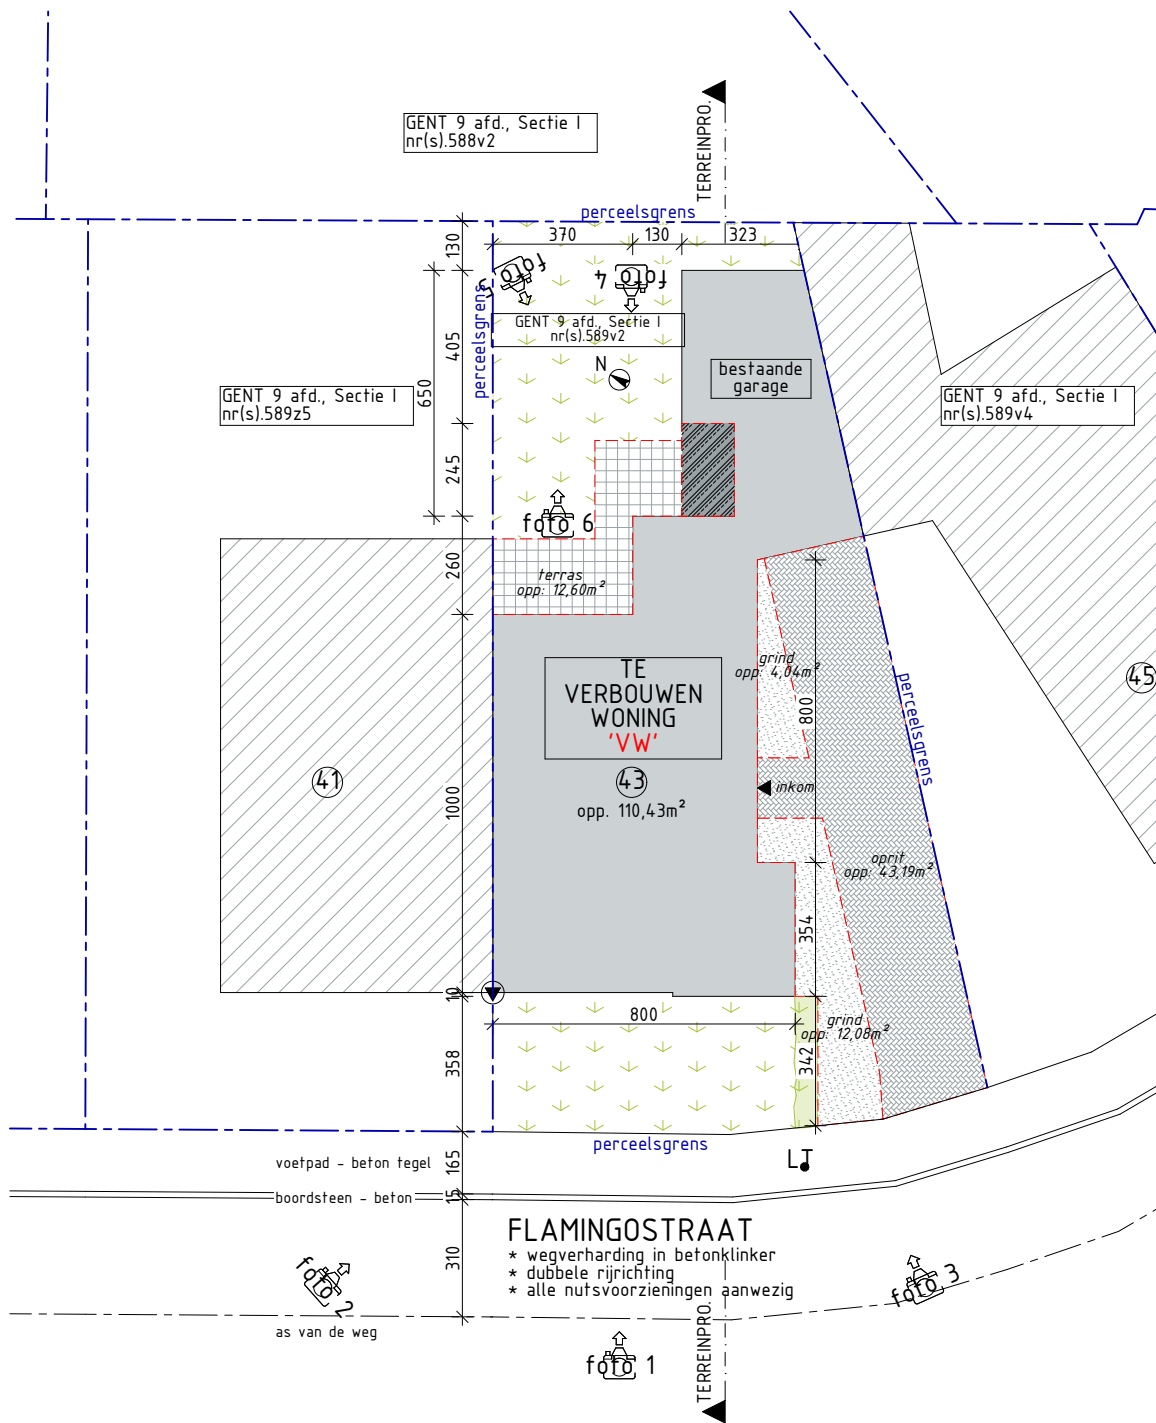 TERREINPRO.
GENT 9 afd., Sectie I
nr(s).588v2
perceelsgrens
130
370
130
323
foto 5
foto 4
perceelsgrens
GENT 9 afd., Sectie I
nr(s).589v2
405
650
N
bestaande
garage
GENT 9 afd., Sectie I
nr(s).589z5
GENT 9 afd., Sectie I
nr(s).589v4
245
foto 6
260
terras
opp: 12,60m²
grind
opp: 4,04m²
TE
VERBOUWEN
WONING
'VW'
800
perceelsgrens
45
41
43
inkom
1000
opp. 110,43m²
oprit
opp: 43,19m²
354
10
800
grind
opp: 12,08m²
342
358
perceelsgrens
voetpad - beton tegel
165
LT
boordsteen - beton
15
FLAMINGOSTRAAT
* wegverharding in betonklinker
* dubbele rijrichting
* alle nutsvoorzieningen aanwezig
310
foto 2
foto 3
as van de weg
foto 1
TERREINPRO.